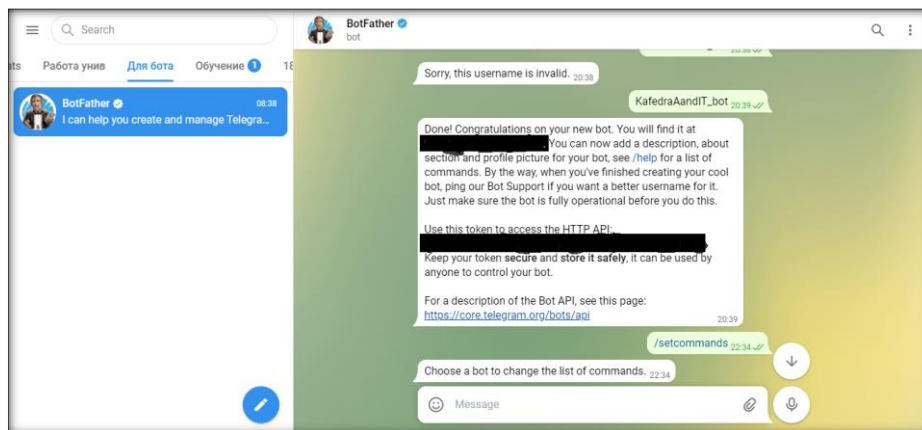 Search
ats Работа унив Для бота Обучение 1 18
BotFather 08:38
I can help you create and manage Telegra...
BotFather
bot
20:38
Sorry, this username is invalid. 20:38
KafedraAandIT_bot 20:39
Done! Congratulations on your new bot. You will find it at
You can now add a description, about
section and profile picture for your bot, see /help for a list of
commands. By the way, when you've finished creating your cool
bot, ping our Bot Support if you want a better username for it.
Just make sure the bot is fully operational before you do this.
Use this token to access the HTTP API:
Keep your token secure and store it safely, it can be used by
anyone to control your bot.
For a description of the Bot API, see this page:
https://core.telegram.org/bots/api 20:39
/setcommands 22:34
Choose a bot to change the list of commands. 22:34
Message